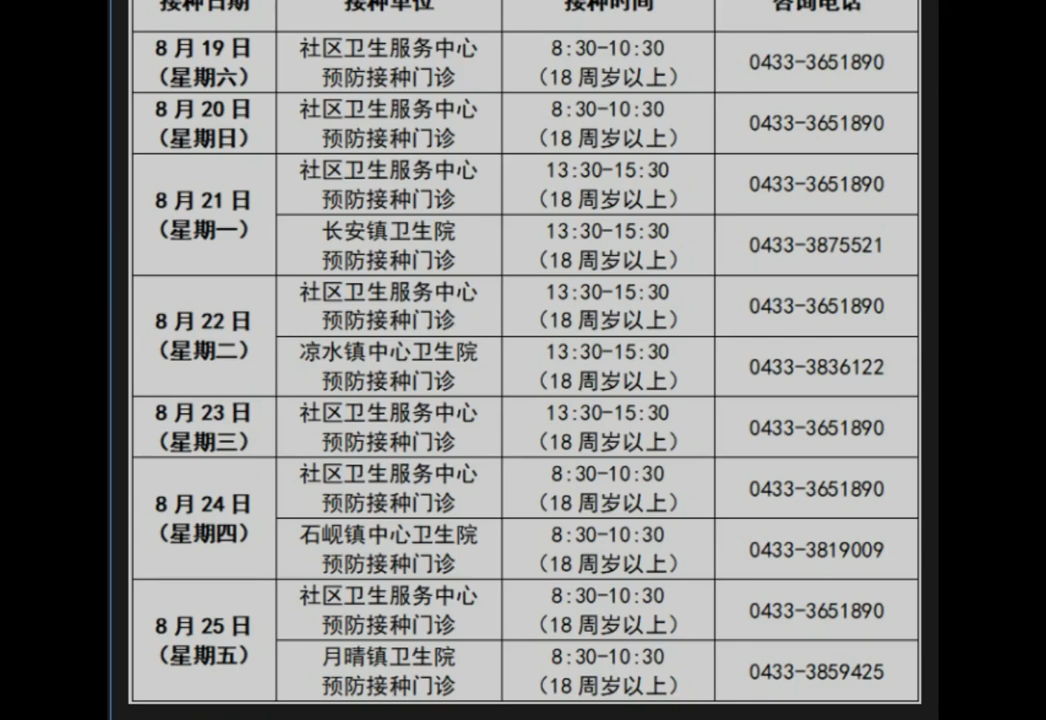 接种日期 接种单位 接种时间 咨询电话
8月19日 社区卫生服务中心 8:30-10:30 0433-3651890
（星期六） 预防接种门诊 （18周岁以上）
8月20日 社区卫生服务中心 8:30-10:30 0433-3651890
（星期日） 预防接种门诊 （18周岁以上）
8月21日 社区卫生服务中心 13:30-15:30 0433-3651890
（星期一） 预防接种门诊 （18周岁以上）
长安镇卫生院 13:30-15:30 0433-3875521
预防接种门诊 （18周岁以上）
8月22日 社区卫生服务中心 13:30-15:30 0433-3651890
（星期二） 预防接种门诊 （18周岁以上）
凉水镇中心卫生院 13:30-15:30 0433-3836122
预防接种门诊 （18周岁以上）
8月23日 社区卫生服务中心 13:30-15:30 0433-3651890
（星期三） 预防接种门诊 （18周岁以上）
8月24日 社区卫生服务中心 8:30-10:30 0433-3651890
（星期四） 预防接种门诊 （18周岁以上）
石岘镇中心卫生院 8:30-10:30 0433-3819009
预防接种门诊 （18周岁以上）
8月25日 社区卫生服务中心 8:30-10:30 0433-3651890
（星期五） 预防接种门诊 （18周岁以上）
月晴镇卫生院 8:30-10:30 0433-3859425
预防接种门诊 （18周岁以上）